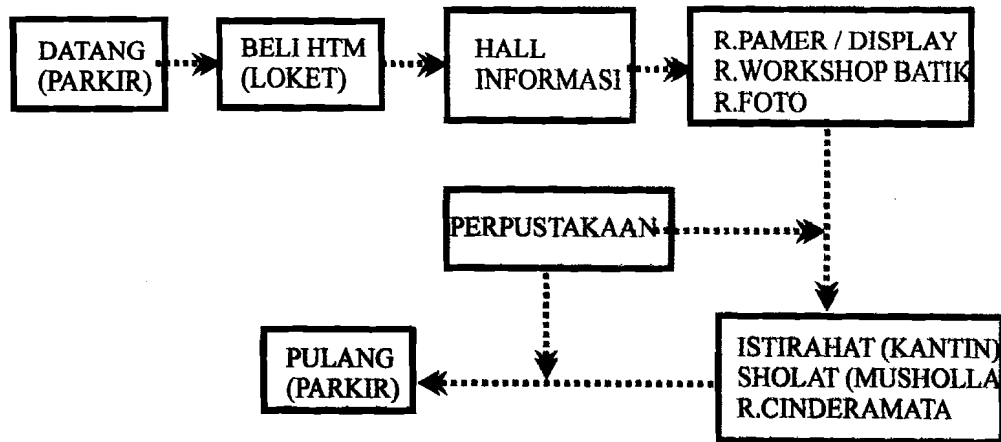 DATANG
(PARKIR)
BELI HTM
(LOKET)
HALL
INFORMASI
R.PAMER / DISPLAY
R.WORKSHOP BATIK
R.FOTO
PERPUSTAKAAN
PULANG
(PARKIR)
ISTIRAHAT (KANTIN)
SHOLAT (MUSHOLLA
R.CINDERAMATA